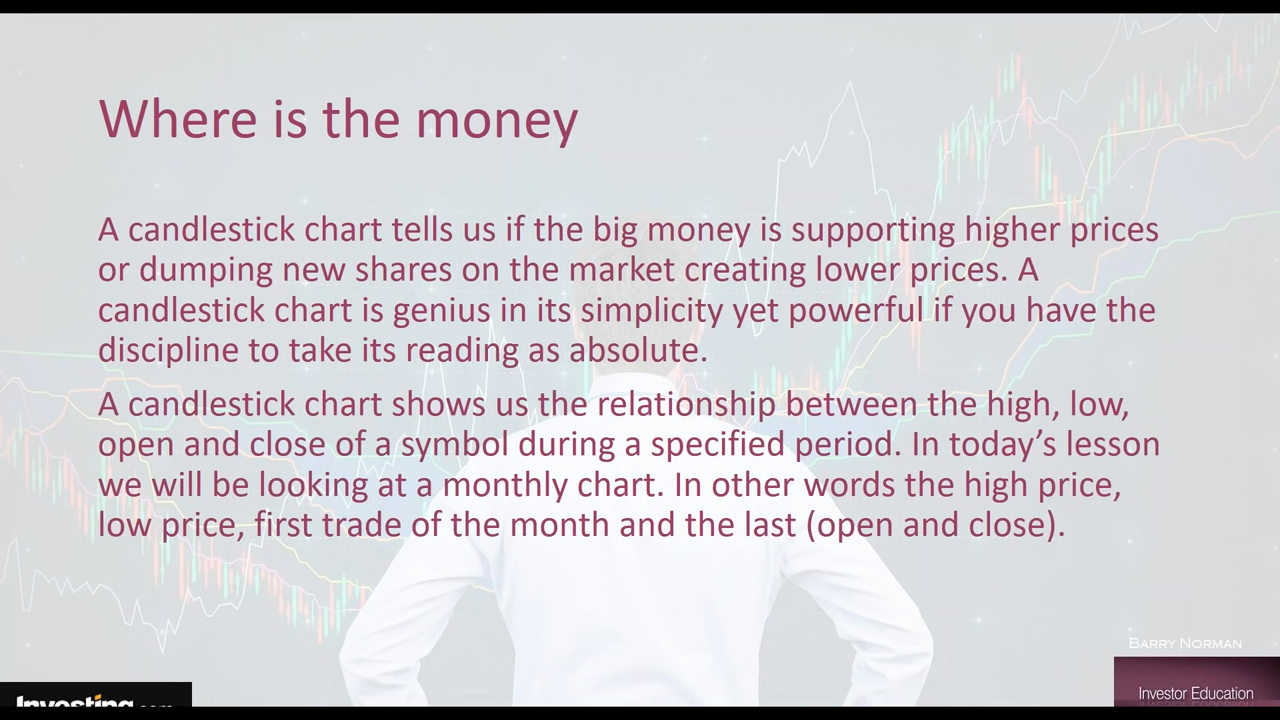 Where is the money
A candlestick chart tells us if the big money is supporting higher prices
or dumping new shares on the market creating lower prices. A
candlestick chart is genius in its simplicity yet powerful if you have the
discipline to take its reading as absolute.
A candlestick chart shows us the relationship between the high, low,
open and close of a symbol during a specified period. In today’s lesson
we will be looking at a monthly chart. In other words the high price,
low price, first trade of the month and the last (open and close).
Barry Norman
Investing.com
Investor Education